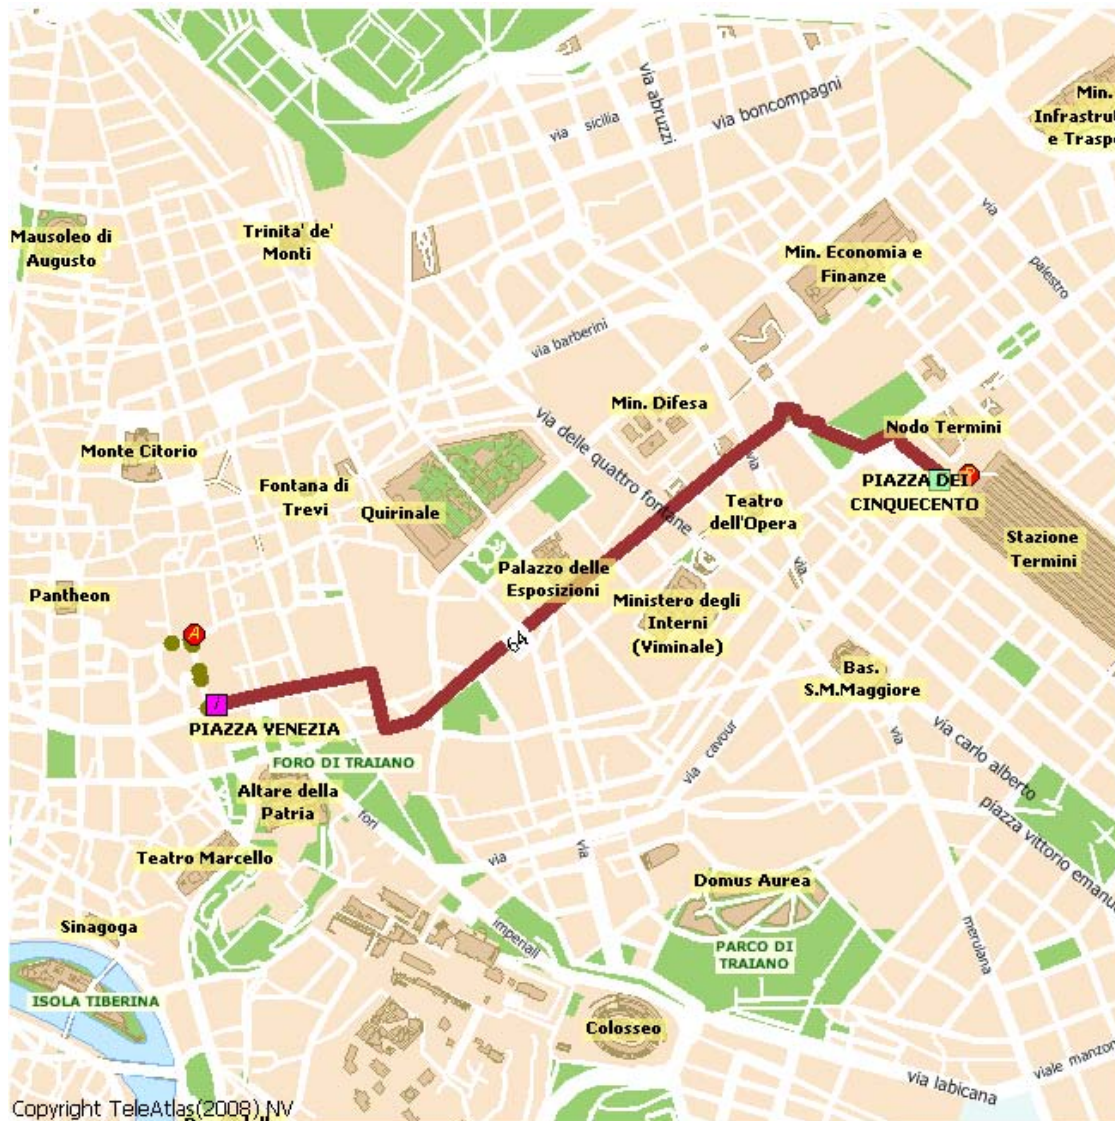 via abruzzi
via boncompagni
via sicilia
Min.
Infrastrut
e Traspo
via
palestro
Mausoleo di
Augusto
Trinita' de'
Monti
Min. Economia e
Finanze
via barberini
Min. Difesa
via delle quattro fontane
Nodo Termini
Monte Citorio
Fontana di
Trevi
Quirinale
via
Teatro
dell'Opera
PIAZZA DEI
CINQUECENTO
Stazione
Termini
Pantheon
Palazzo delle
Esposizioni
via
Ministero degli
Interni
(Viminale)
64
A
Bas.
S.M.Maggiore
i
PIAZZA VENEZIA
FORO DI TRAIANO
via cavour
via
via carlo alberto
Altare della
Patria
fori
piazza vittorio emanu
Teatro Marcello
via
via
Domus Aurea
Sinagoga
imperiali
merulana
PARCO DI
TRAIANO
ISOLA TIBERINA
Colosseo
viale manzon
via labicana
Copyright TeleAtlas(2008),NV